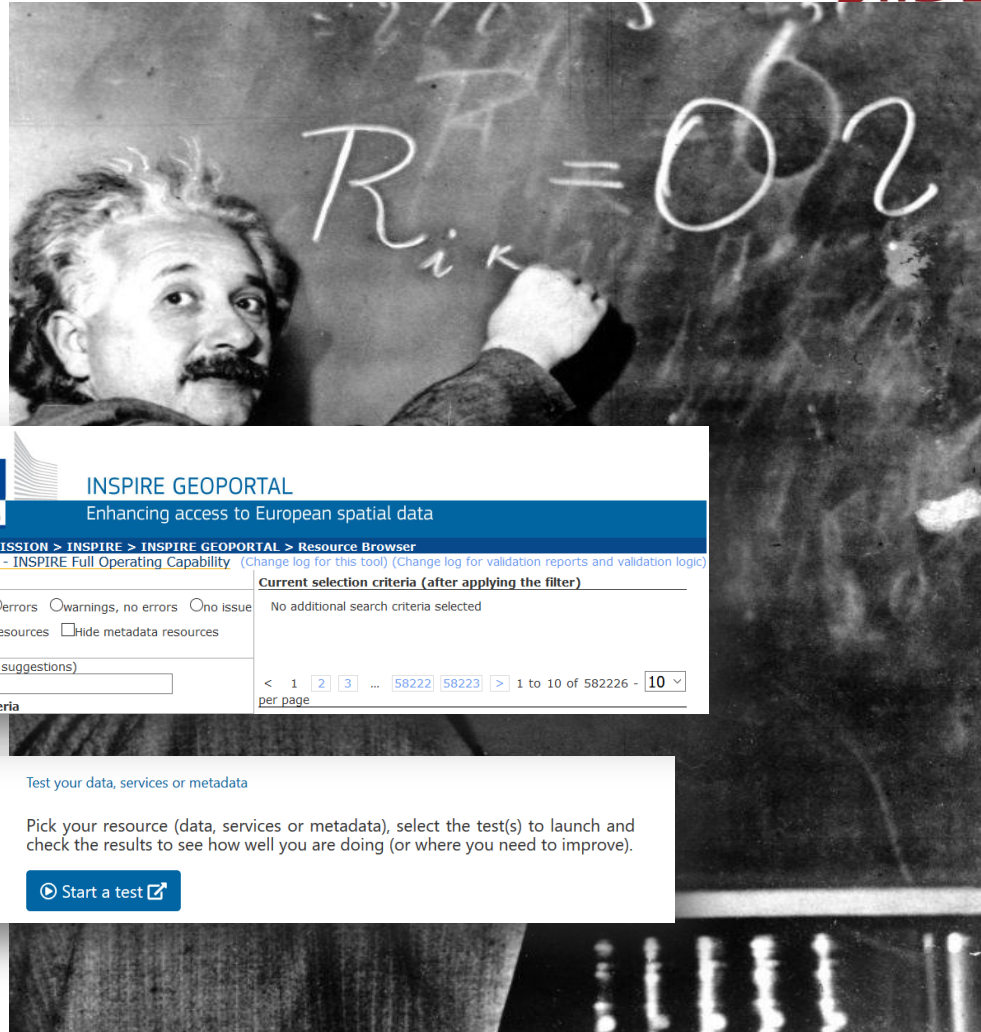 R i κ = 0 ?
INSPIRE GEOPORTAL
Enhancing access to European spatial data
ISSION > INSPIRE > INSPIRE GEOPORTAL > Resource Browser
- INSPIRE Full Operating Capability (Change log for this tool) (Change log for validation reports and validation logic)
Current selection criteria (after applying the filter)
errors warnings, no errors no issue
No additional search criteria selected
esources Hide metadata resources
suggestions)
< 1 2 3 ... 58222 58223 > 1 to 10 of 582226 - 10
per page
eria
Test your data, services or metadata
Pick your resource (data, services or metadata), select the test(s) to launch and
check the results to see how well you are doing (or where you need to improve).
Start a test